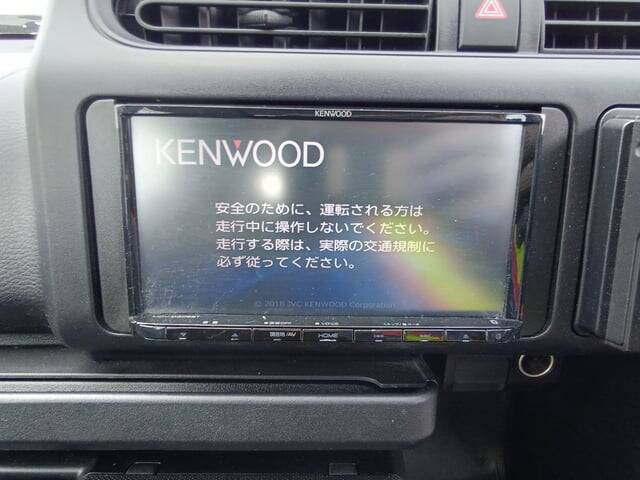 KENWOOD
KENWOOD
安全のために、運転される方は
走行中に操作しないでください。
走行する際は、実際の交通規制に
必ず従ってください。
© 2018 JVC KENWOOD Corporation
HOME